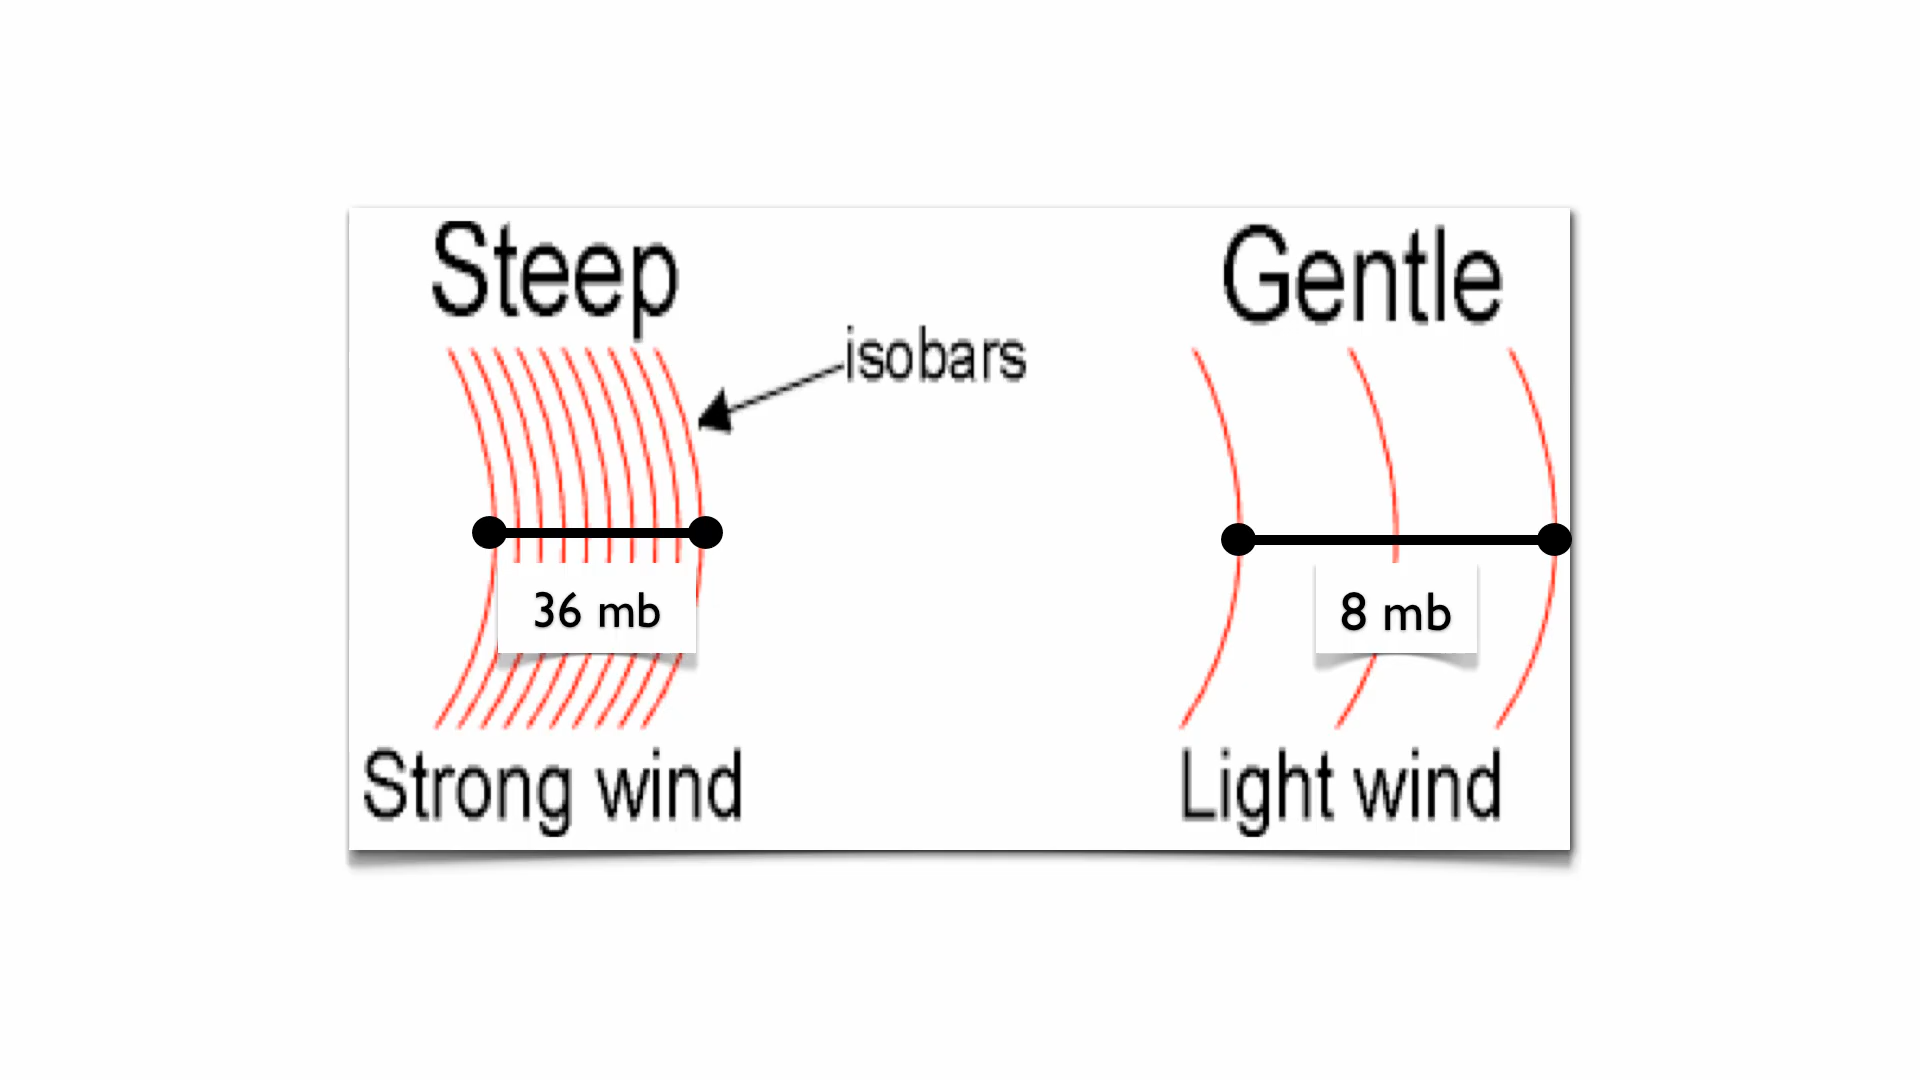 Steep
Gentle
isobars
36 mb
8 mb
Strong wind
Light wind